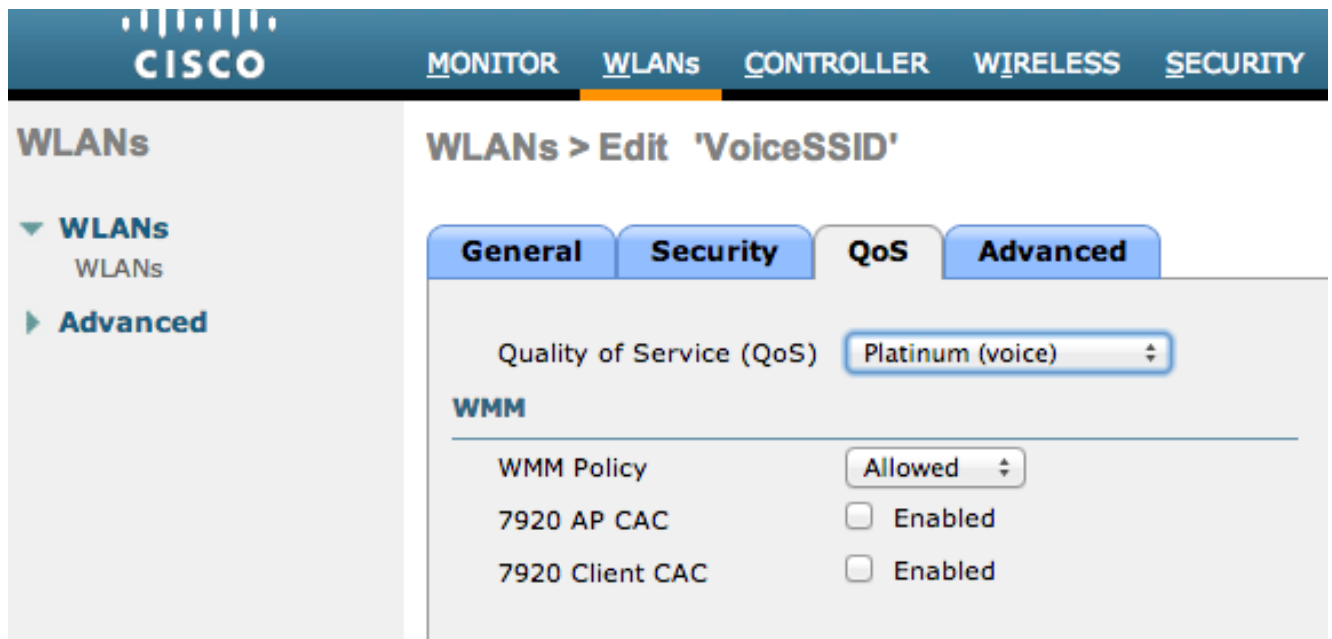 CISCO
MONITOR WLANs CONTROLLER WIRELESS SECURITY
WLANs
WLANs
WLANs
Advanced
WLANs > Edit 'VoiceSSID'
General Security QoS Advanced
Quality of Service (QoS) Platinum (voice)
WMM
WMM Policy Allowed
7920 AP CAC Enabled
7920 Client CAC Enabled